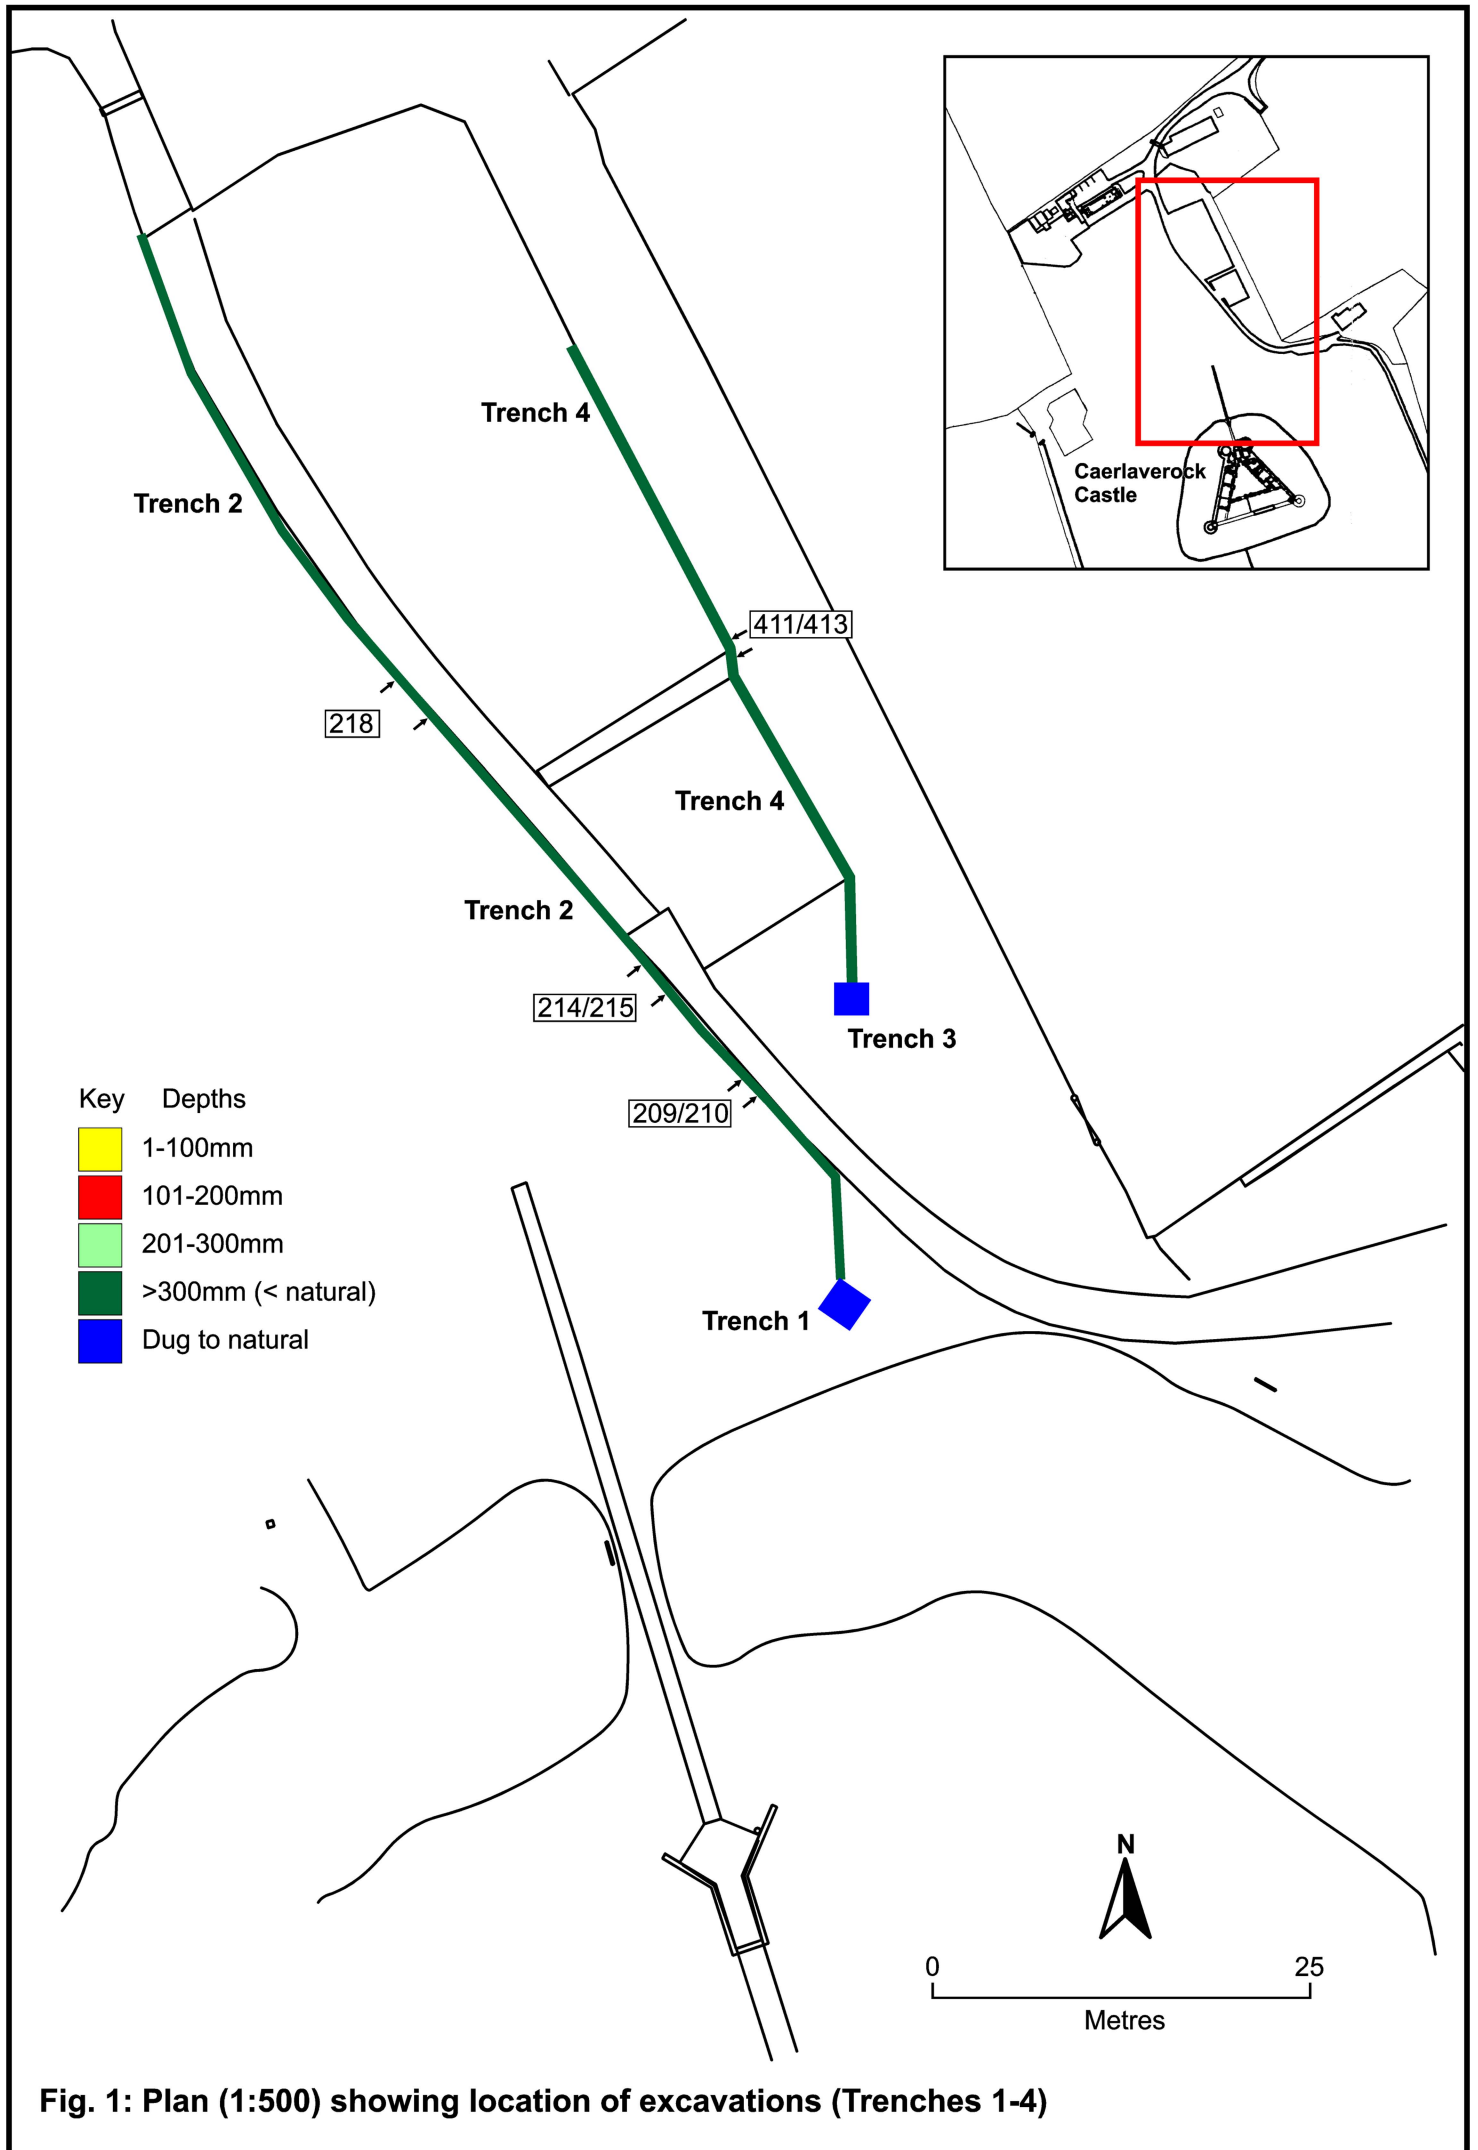 Caerlaverock
Castle
Trench 4
Trench 2
411/413
218
Trench 4
Trench 2
214/215
Trench 3
209/210
Key Depths
1-100mm
101-200mm
201-300mm
>300mm (< natural)
Dug to natural
Trench 1
N
0 25
Metres
Fig. 1: Plan (1:500) showing location of excavations (Trenches 1-4)